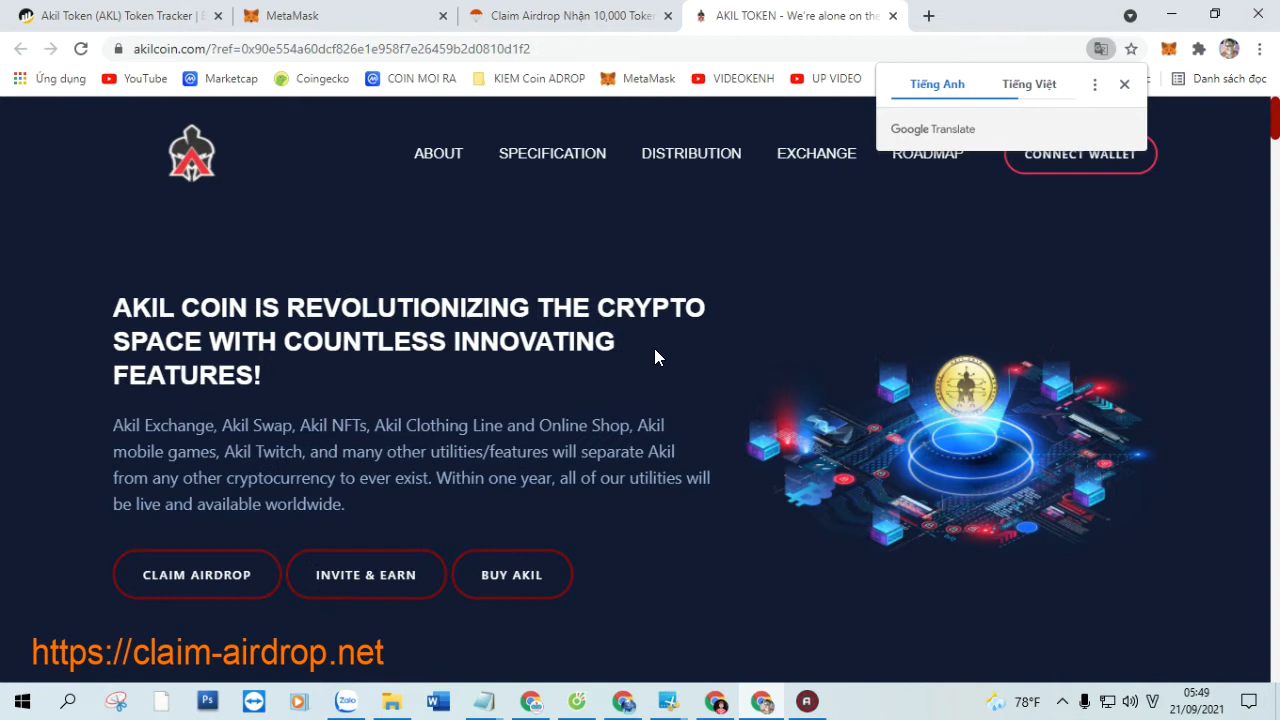 AKIL (AKL) Token Tracker |
MetaMask
Claim Airdrop Nhận 10,000 Token
AKIL TOKEN - We're alone on the
akilcoin.com/?ref=0x90e554a60dcf826e1e958f7e26459b2d0810d1f2
Ứng dụng
YouTube
Marketcap
Coingecko
COIN MOI RA
KIEM Coin ADROP
MetaMask
VIDEOKENH
UP VIDEO
Danh sách đọc
Tiếng Anh
Tiếng Việt
Google Translate
ABOUT
SPECIFICATION
DISTRIBUTION
EXCHANGE
ROADMAP
CONNECT WALLET
AKIL COIN IS REVOLUTIONIZING THE CRYPTO
SPACE WITH COUNTLESS INNOVATING
FEATURES!
Akil Exchange, Akil Swap, Akil NFTs, Akil Clothing Line and Online Shop, Akil
mobile games, Akil Twitch, and many other utilities/features will separate Akil
from any other cryptocurrency to ever exist. Within one year, all of our utilities will
be live and available worldwide.
CLAIM AIRDROP
INVITE & EARN
BUY AKIL
https://claim-airdrop.net
78°F
05:49
21/09/2021